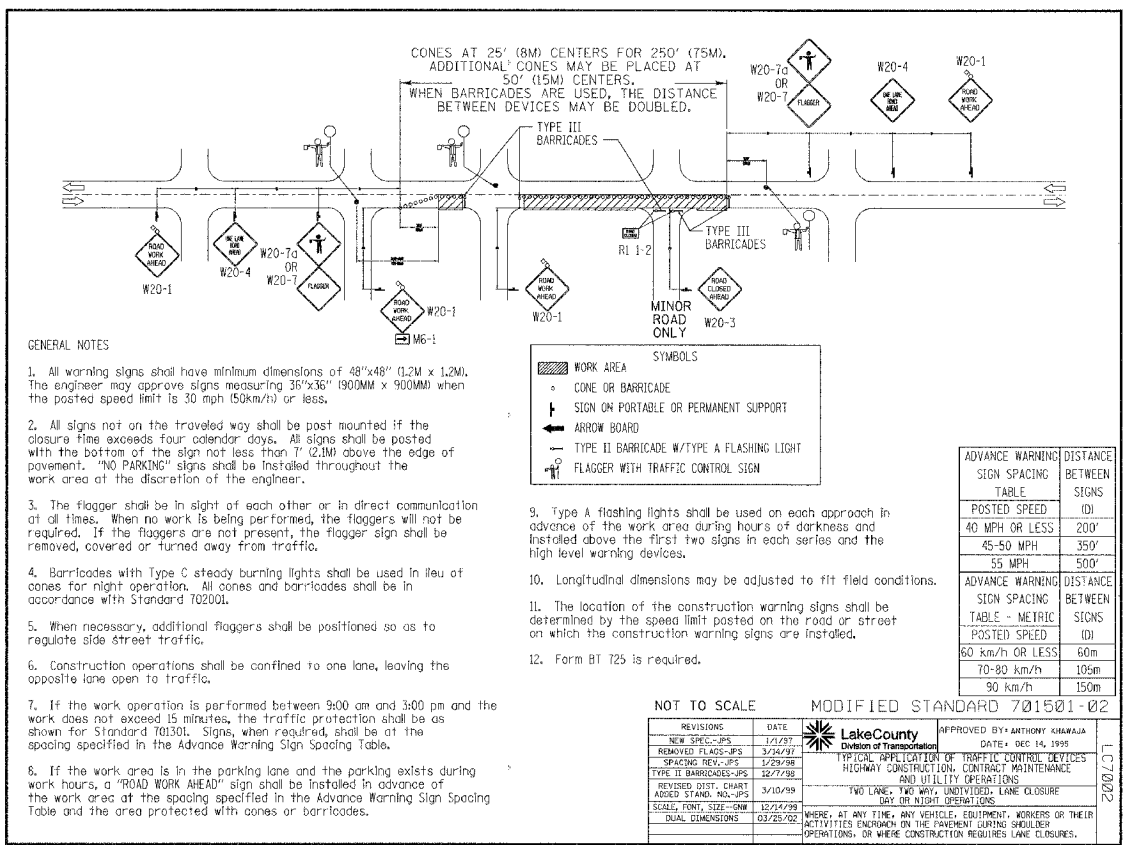 CONES AT 25' (8M) CENTERS FOR 250' (75M).
ADDITIONAL CONES MAY BE PLACED AT
50' (15M) CENTERS.
WHEN BARRICADES ARE USED, THE DISTANCE
BETWEEN DEVICES MAY BE DOUBLED.
TYPE III
BARRICADES
W20-7a
OR
W20-7
FLAGGER
W20-4
ONE LANE
ROAD
AHEAD
W20-1
ROAD
WORK
AHEAD
ROAD
WORK
AHEAD
W20-1
ONE LANE
ROAD
AHEAD
W20-4
W20-7a
OR
W20-7
FLAGGER
ROAD
WORK
AHEAD
W20-1
M6-1
ROAD
WORK
AHEAD
W20-1
R11-2
TYPE III
BARRICADES
MINOR
ROAD
ONLY
ROAD
CLOSED
AHEAD
W20-3
GENERAL NOTES
1. All warning signs shall have minimum dimensions of 48"x48" (1.2M x 1.2M).
The engineer may approve signs measuring 36"x36" (900MM x 900MM) when
the posted speed limit is 30 mph (50km/h) or less.
2. All signs not on the traveled way shall be post mounted if the
closure time exceeds four calendar days. All signs shall be posted
with the bottom of the sign not less than 7' (2.1M) above the edge of
pavement. "NO PARKING" signs shall be installed throughout the
work area at the discretion of the engineer.
3. The flagger shall be in sight of each other or in direct communication
at all times. When no work is being performed, the flaggers will not be
required. If the flaggers are not present, the flagger sign shall be
removed, covered or turned away from traffic.
4. Barricades with Type C steady burning lights shall be used in lieu of
cones for night operation. All cones and barricades shall be in
accordance with Standard 702001.
5. When necessary, additional flaggers shall be positioned so as to
regulate side street traffic.
6. Construction operations shall be confined to one lane, leaving the
opposite lane open to traffic.
7. If the work operation is performed between 9:00 am and 3:00 pm and the
work does not exceed 15 minutes, the traffic protection shall be as
shown for Standard 701301. Signs, when required, shall be at the
spacing specified in the Advance Warning Sign Spacing Table.
8. If the work area is in the parking lane and the parking exists during
work hours, a "ROAD WORK AHEAD" sign shall be installed in advance of
the work area at the spacing specified in the Advance Warning Sign Spacing
Table and the area protected with cones or barricades.
SYMBOLS
WORK AREA
CONE OR BARRICADE
SIGN ON PORTABLE OR PERMANENT SUPPORT
ARROW BOARD
TYPE II BARRICADE W/TYPE A FLASHING LIGHT
FLAGGER WITH TRAFFIC CONTROL SIGN
9. Type A flashing lights shall be used on each approach in
advance of the work area during hours of darkness and
installed above the first two signs in each series and the
high level warning devices.
10. Longitudinal dimensions may be adjusted to fit field conditions.
11. The location of the construction warning signs shall be
determined by the speed limit posted on the road or street
on which the construction warning signs are installed.
12. Form BT 725 is required.
ADVANCE WARNING DISTANCE
SIGN SPACING BETWEEN
TABLE SIGNS
POSTED SPEED (D)
40 MPH OR LESS 200'
45-50 MPH 350'
55 MPH 500'
ADVANCE WARNING DISTANCE
SIGN SPACING BETWEEN
TABLE - METRIC SIGNS
POSTED SPEED (D)
60 km/h OR LESS 60m
70-80 km/h 105m
90 km/h 150m
NOT TO SCALE
MODIFIED STANDARD 701501-02
REVISIONS DATE
NEW SPEC.-JPS 1/1/97
REMOVED FLAGS-JPS 3/14/97
SPACING REV.-JPS 1/29/98
TYPE II BARRICADES-JPS 12/7/98
REVISED DIST. CHART
ADDED STAND. NO.-JPS 3/10/99
SCALE, FONT, SIZE--GNW 12/14/99
DUAL DIMENSIONS 03/25/02
LakeCounty
Division of Transportation
APPROVED BY: ANTHONY KHAWAJA
DATE: DEC 14, 1995
TYPICAL APPLICATION OF TRAFFIC CONTROL DEVICES
HIGHWAY CONSTRUCTION, CONTRACT MAINTENANCE
AND UTILITY OPERATIONS
TWO LANE, TWO WAY, UNDIVIDED, LANE CLOSURE
DAY OR NIGHT OPERATIONS
WHERE, AT ANY TIME, ANY VEHICLE, EQUIPMENT, WORKERS OR THEIR
ACTIVITIES ENCROACH ON THE PAVEMENT DURING SHOULDER
OPERATIONS, OR WHERE CONSTRUCTION REQUIRES LANE CLOSURES.
LC7002